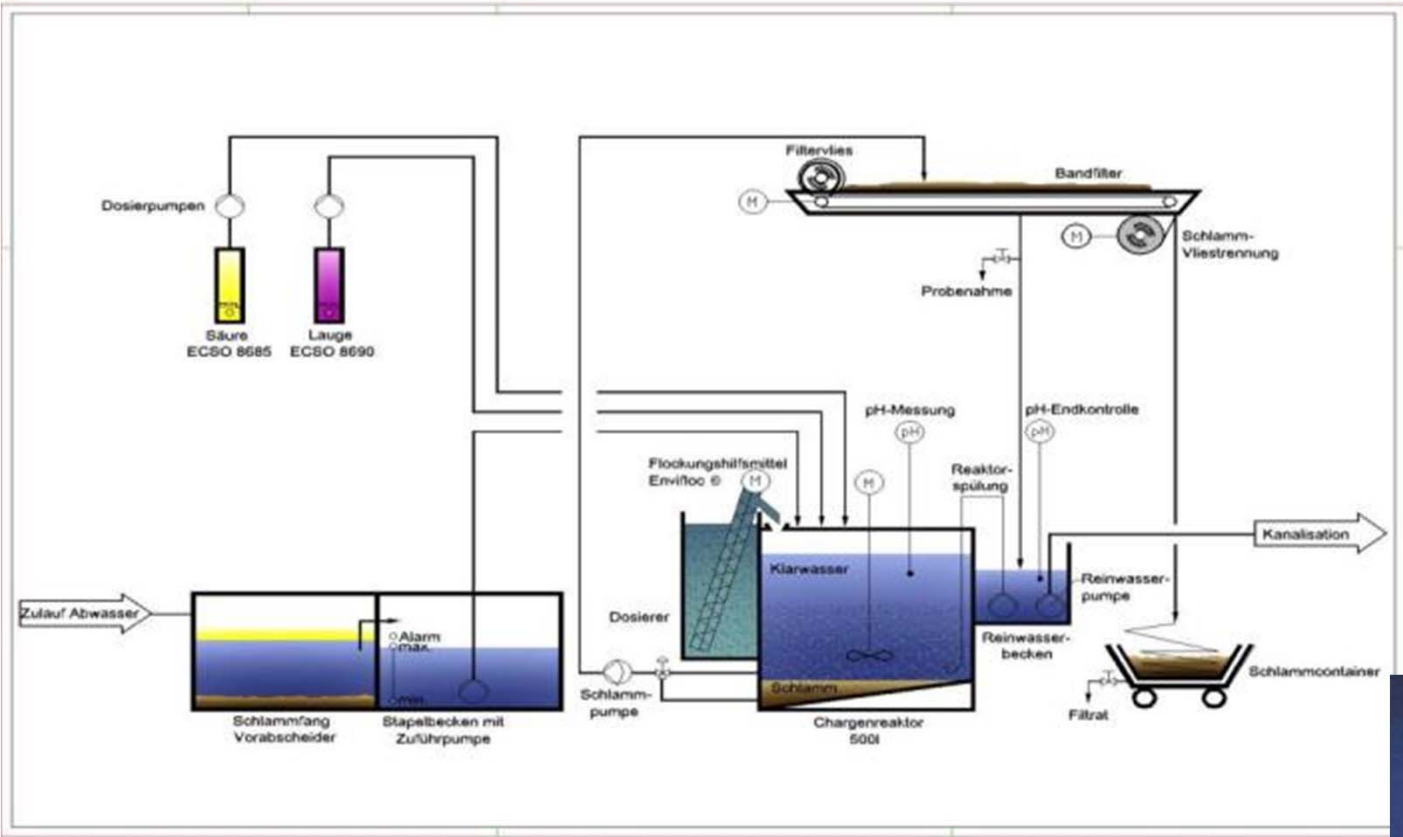 Filtervlies
Bandfilter
M
Dosierpumpen
M
Schlamm-
Vliestrennung
Probenahme
min.
Säure
ECSO 8685
Lauge
ECSO 8690
pH-Messung
pH-Endkontrolle
pH
pH
Flockungshilfsmittel
Envifloc ®
M
M
Reaktor-
spülung
Kanalisation
Klarwasser
Reinwasser-
pumpe
Zulauf Abwasser
Dosierer
Alarm
max.
Reinwasser-
becken
Schlammcontainer
Schlamm
min.
Schlamm-
pumpe
Filtrat
Schlammfang
Vorabscheider
Stapelbecken mit
Zuführpumpe
Chargenreaktor
500l